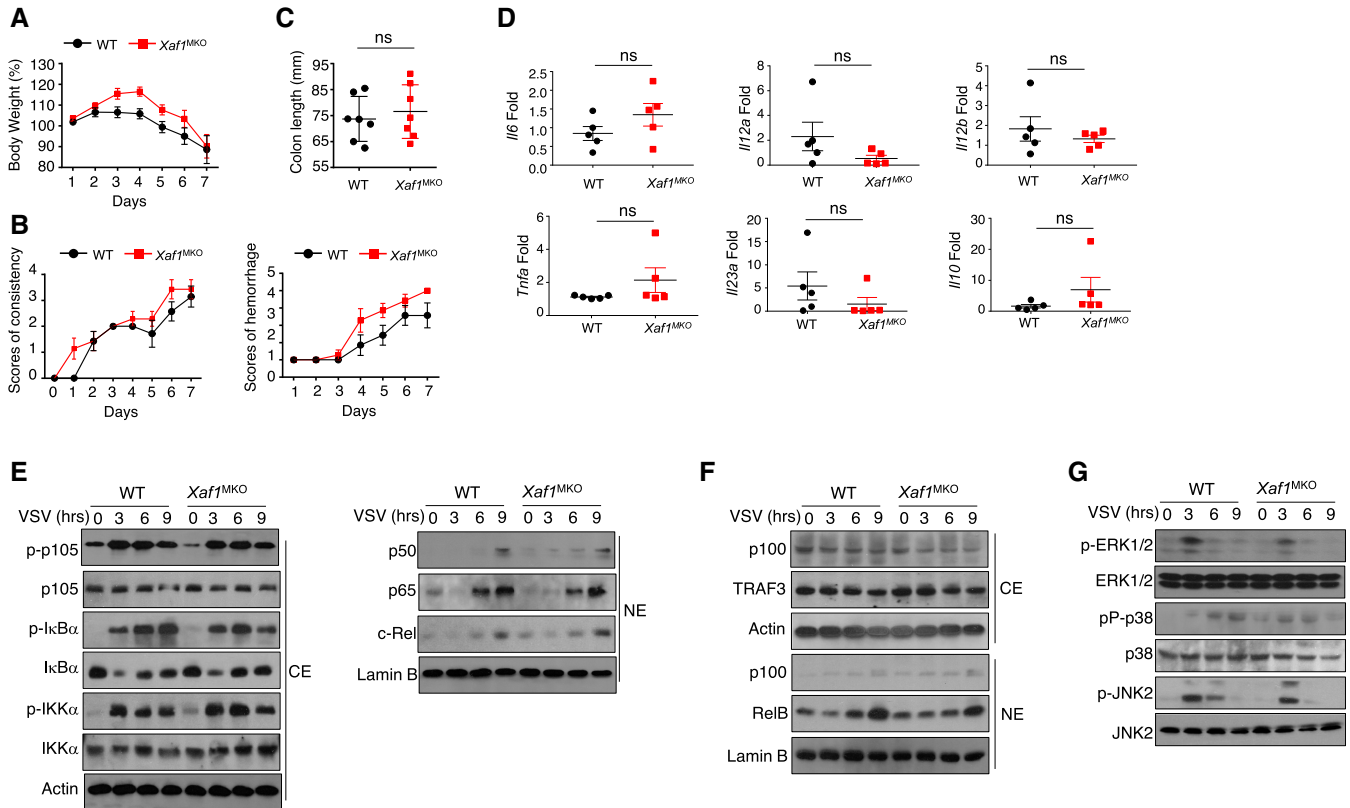 A
WT Xaf1MKO
Body Weight (%)
130
120
110
100
90
80
1 2 3 4 5 6 7
Days
B
WT Xaf1MKO
Scores of consistency
4
3
2
1
0
0 1 2 3 4 5 6 7
Days
WT Xaf1MKO
Scores of hemorrhage
5
4
3
2
1
0
1 2 3 4 5 6 7
Days
C
ns
Colon length (mm)
95
85
75
65
55
WT Xaf1MKO
D
ns
Il6 Fold
2.5
2.0
1.5
1.0
0.5
0.0
WT Xaf1MKO
ns
Il12a Fold
8
6
4
2
0
WT Xaf1MKO
ns
Il12b Fold
6
4
2
0
WT Xaf1MKO
ns
Tnfa Fold
6
4
2
0
WT Xaf1MKO
ns
Il23a Fold
20
15
10
5
0
WT Xaf1MKO
ns
Il10 Fold
30
20
10
0
WT Xaf1MKO
E
WT Xaf1MKO
VSV (hrs) 0 3 6 9 0 3 6 9
p-p105
p105
p-IκBα
IκBα
p-IKKα
IKKα
Actin
CE
WT Xaf1MKO
VSV (hrs) 0 3 6 9 0 3 6 9
p50
p65
c-Rel
Lamin B
NE
F
WT Xaf1MKO
VSV (hrs) 0 3 6 9 0 3 6 9
p100
TRAF3
Actin
CE
p100
RelB
Lamin B
NE
G
WT Xaf1MKO
VSV (hrs) 0 3 6 9 0 3 6 9
p-ERK1/2
ERK1/2
pP-p38
p38
p-JNK2
JNK2